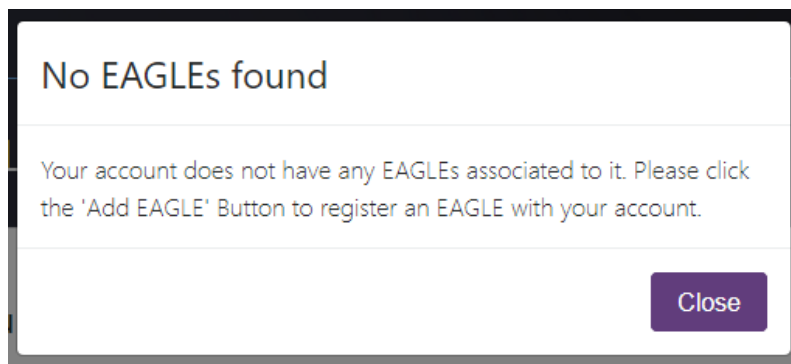 No EAGLEs found
Your account does not have any EAGLEs associated to it. Please click
the 'Add EAGLE' Button to register an EAGLE with your account.
Close